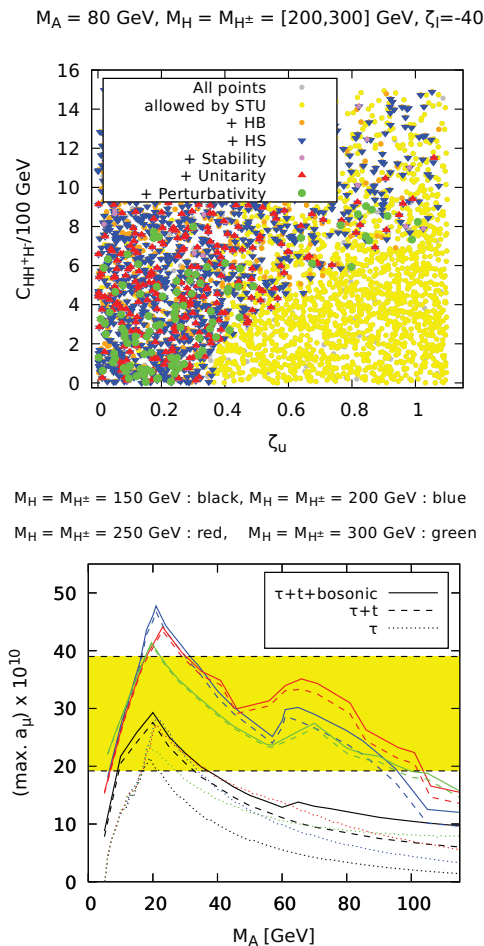 M_A = 80 GeV, M_H = M_H± = [200,300] GeV, ζ_l=-40
16
14
12
10
8
6
4
2
0
C_HH⁺H⁻/100 GeV
All points
allowed by STU
+ HB
+ HS
+ Stability
+ Unitarity
+ Perturbativity
0 0.2 0.4 0.6 0.8 1
ζ_u
M_H = M_H± = 150 GeV : black, M_H = M_H± = 200 GeV : blue
M_H = M_H± = 250 GeV : red, M_H = M_H± = 300 GeV : green
50
40
30
20
10
0
(max. a_μ) x 10^10
τ+t+bosonic
τ+t
τ
0 20 40 60 80 100
M_A [GeV]